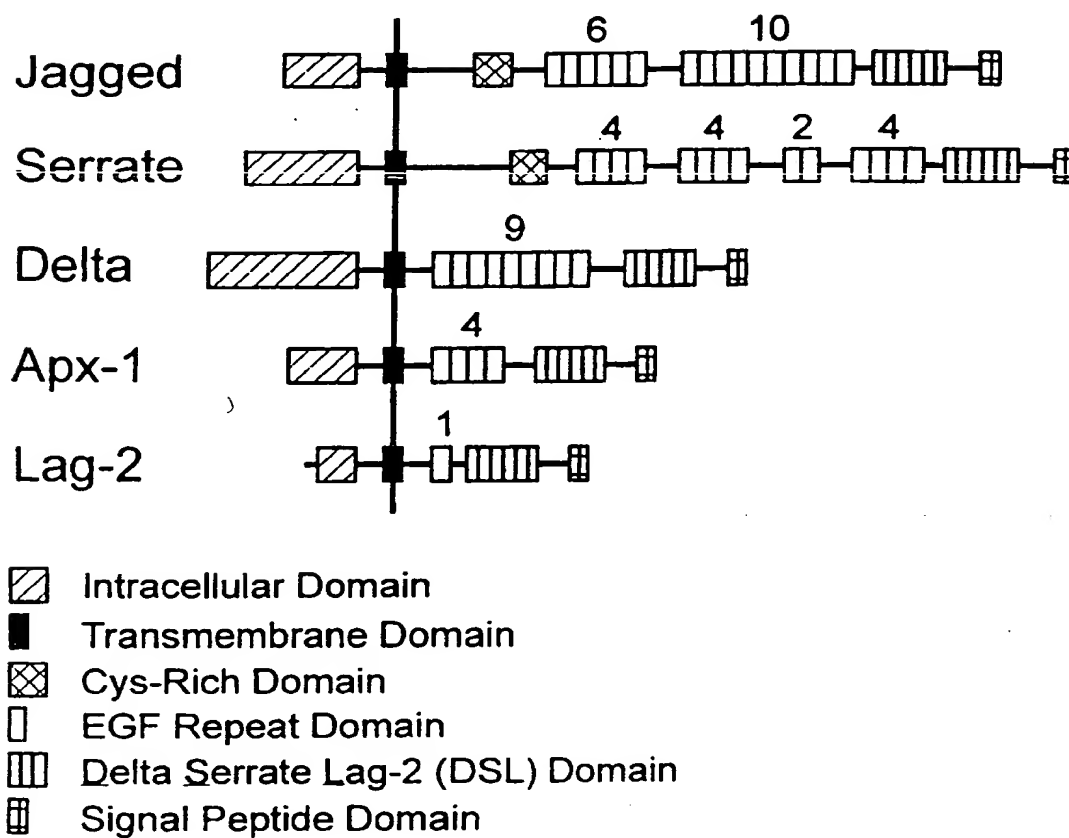 6 10
Jagged
4 4 2 4
Serrate
9
Delta
4
Apx-1
1
Lag-2
Intracellular Domain
Transmembrane Domain
Cys-Rich Domain
EGF Repeat Domain
Delta Serrate Lag-2 (DSL) Domain
Signal Peptide Domain